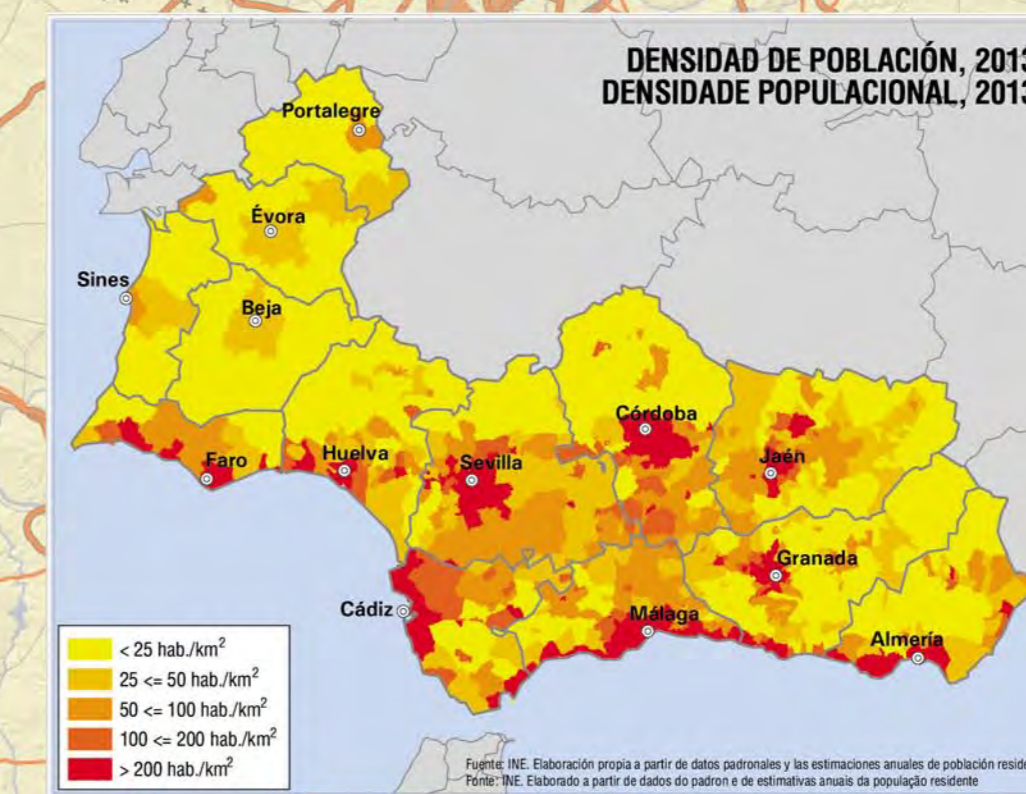 DENSIDAD DE POBLACIÓN, 2013
DENSIDADE POPULACIONAL, 2013
Portalegre
Évora
Sines
Beja
Córdoba
Jaén
Huelva
Sevilla
Faro
Granada
Cádiz
Málaga
Almería
< 25 hab./km²
25 <= 50 hab./km²
50 <= 100 hab./km²
100 <= 200 hab./km²
> 200 hab./km²
Fuente: INE. Elaboración propia a partir de datos padronales y las estimaciones anuales de población
Fonte: INE. Elaborado a partir de dados do padron e de estimativas anuais da população residente